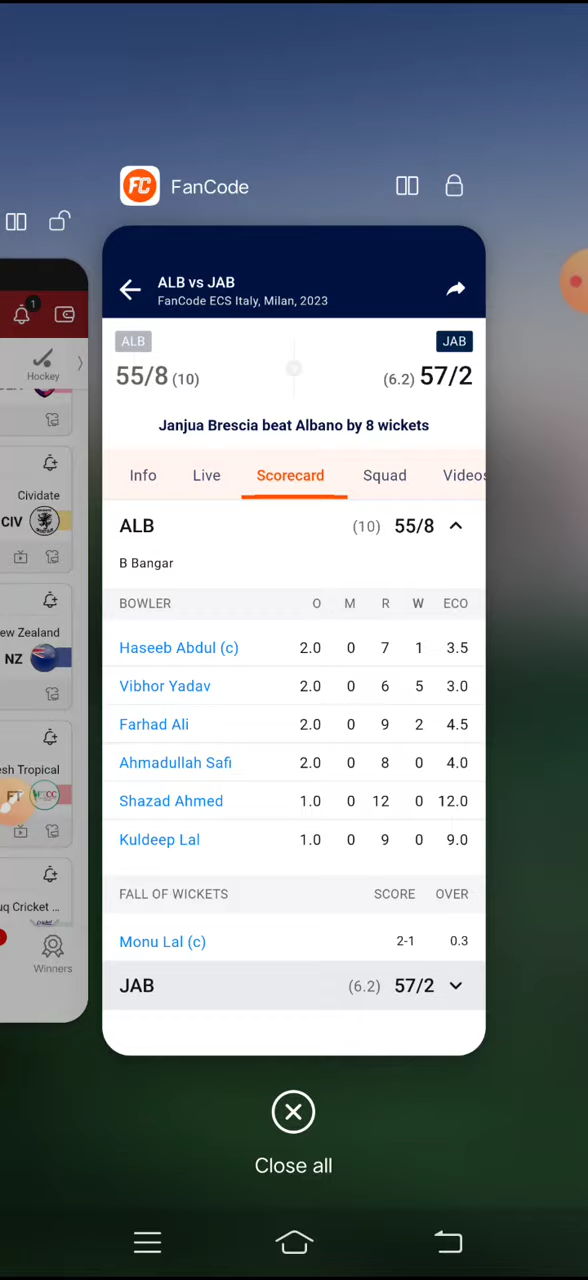 FC FanCode
1
Hockey
Cividate
CIV
ew Zealand
NZ
esh Tropical
FT
uq Cricket ...
Winners
ALB vs JAB
FanCode ECS Italy, Milan, 2023
ALB
JAB
55/8 (10)
(6.2) 57/2
Janjua Brescia beat Albano by 8 wickets
Info Live Scorecard Squad Videos
ALB (10) 55/8
B Bangar
BOWLER O M R W ECO
Haseeb Abdul (c) 2.0 0 7 1 3.5
Vibhor Yadav 2.0 0 6 5 3.0
Farhad Ali 2.0 0 9 2 4.5
Ahmadullah Safi 2.0 0 8 0 4.0
Shazad Ahmed 1.0 0 12 0 12.0
Kuldeep Lal 1.0 0 9 0 9.0
FALL OF WICKETS SCORE OVER
Monu Lal (c) 2-1 0.3
JAB (6.2) 57/2
Close all